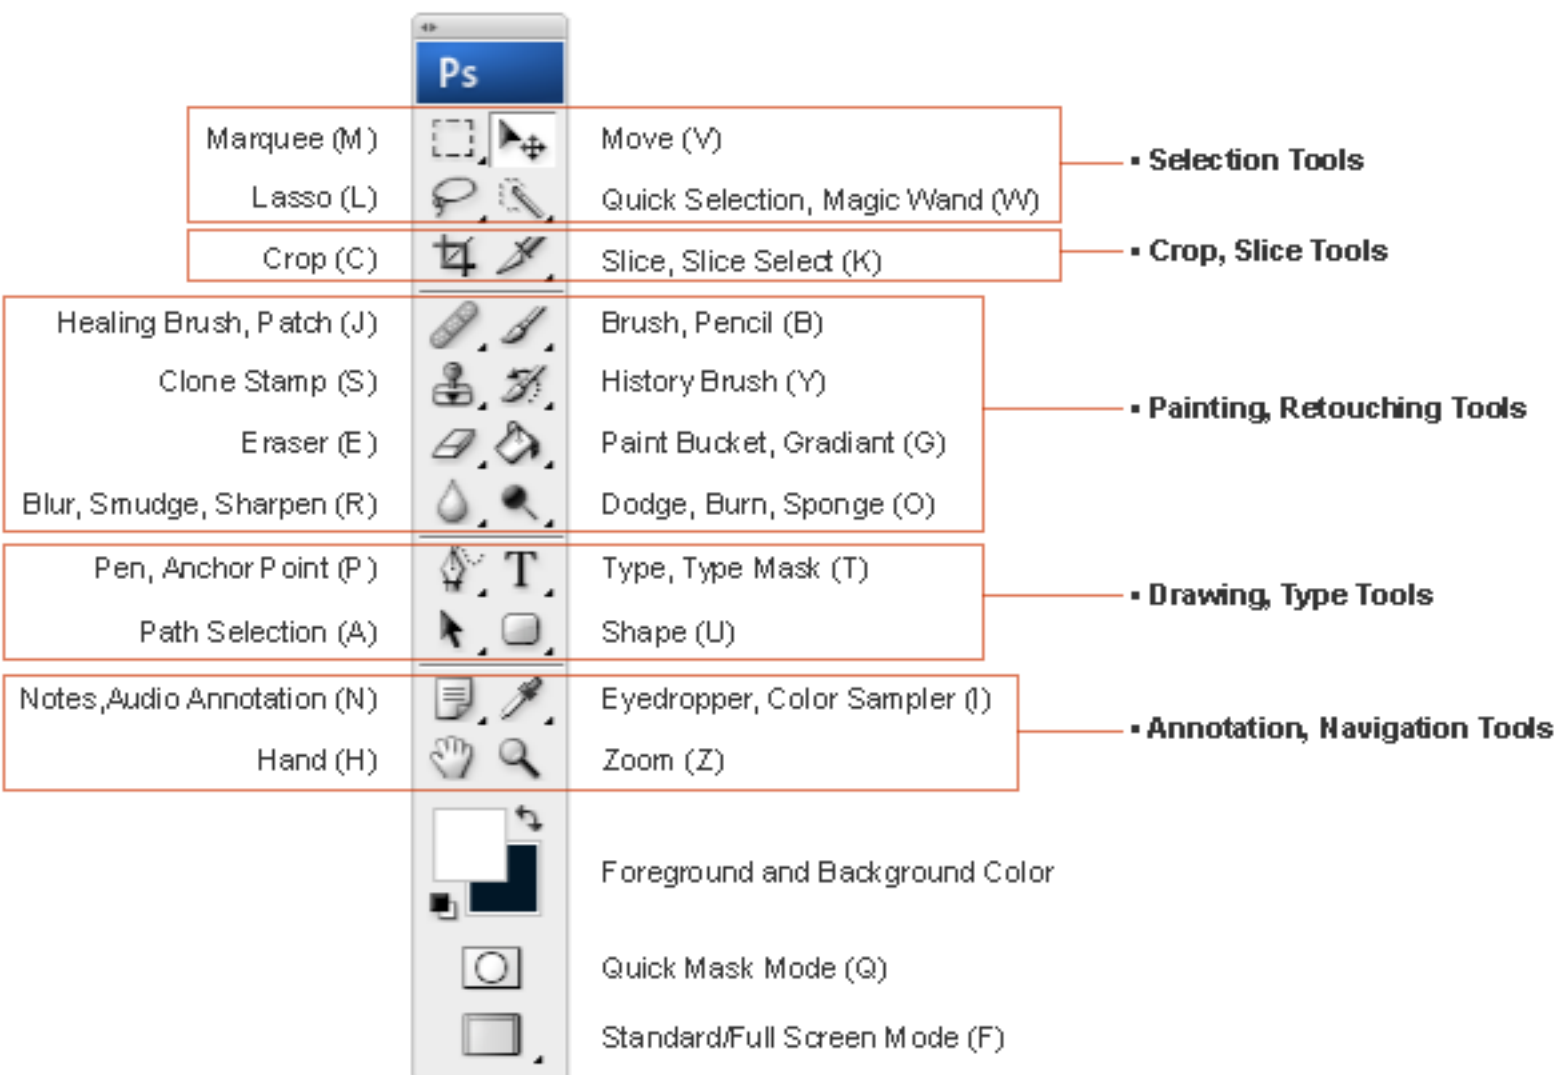 Ps
Marquee (M)
Move (V)
▪ Selection Tools
Lasso (L)
Quick Selection, Magic Wand (W)
Crop (C)
Slice, Slice Select (K)
▪ Crop, Slice Tools
Healing Brush, Patch (J)
Brush, Pencil (B)
Clone Stamp (S)
History Brush (Y)
▪ Painting, Retouching Tools
Eraser (E)
Paint Bucket, Gradiant (G)
Blur, Smudge, Sharpen (R)
Dodge, Burn, Sponge (O)
Pen, Anchor Point (P)
T
Type, Type Mask (T)
▪ Drawing, Type Tools
Path Selection (A)
Shape (U)
Notes,Audio Annotation (N)
Eyedropper, Color Sampler (I)
▪ Annotation, Navigation Tools
Hand (H)
Zoom (Z)
Foreground and Background Color
Quick Mask Mode (Q)
Standard/Full Screen Mode (F)